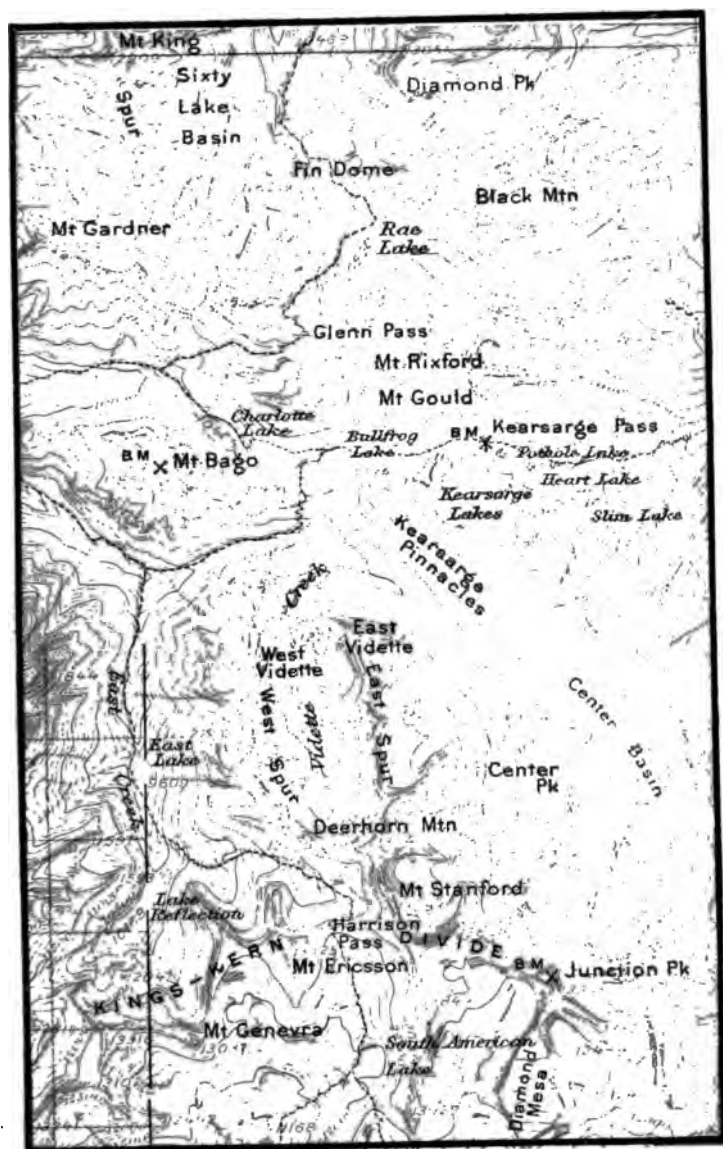 Mt King
Sixty
Lake
Basin
Spur
Diamond Pk
Fin Dome
Black Mtn
Mt Gardner
Rae
Lake
Glenn Pass
Mt Rixford
Mt Gould
Charlotte
Lake
Bullfrog
Lake
BM
Kearsarge Pass
Pothole Lake
Heart Lake
Slim Lake
BM
Mt Bago
Kearsarge
Lakes
Kearsarge
Pinnacles
Creek
East
Vidette
West
Vidette
East Spur
West Spur
Vidette
Center Basin
East
Creek
East
Lake
Center
Pk
Deerhorn Mtn
Mt Stanford
Lake
Reflection
Harrison
Pass
DIVIDE
BM
Junction Pk
KINGS-KERN
Mt Ericsson
Mt Genevra
South American
Lake
Diamond
Mesa